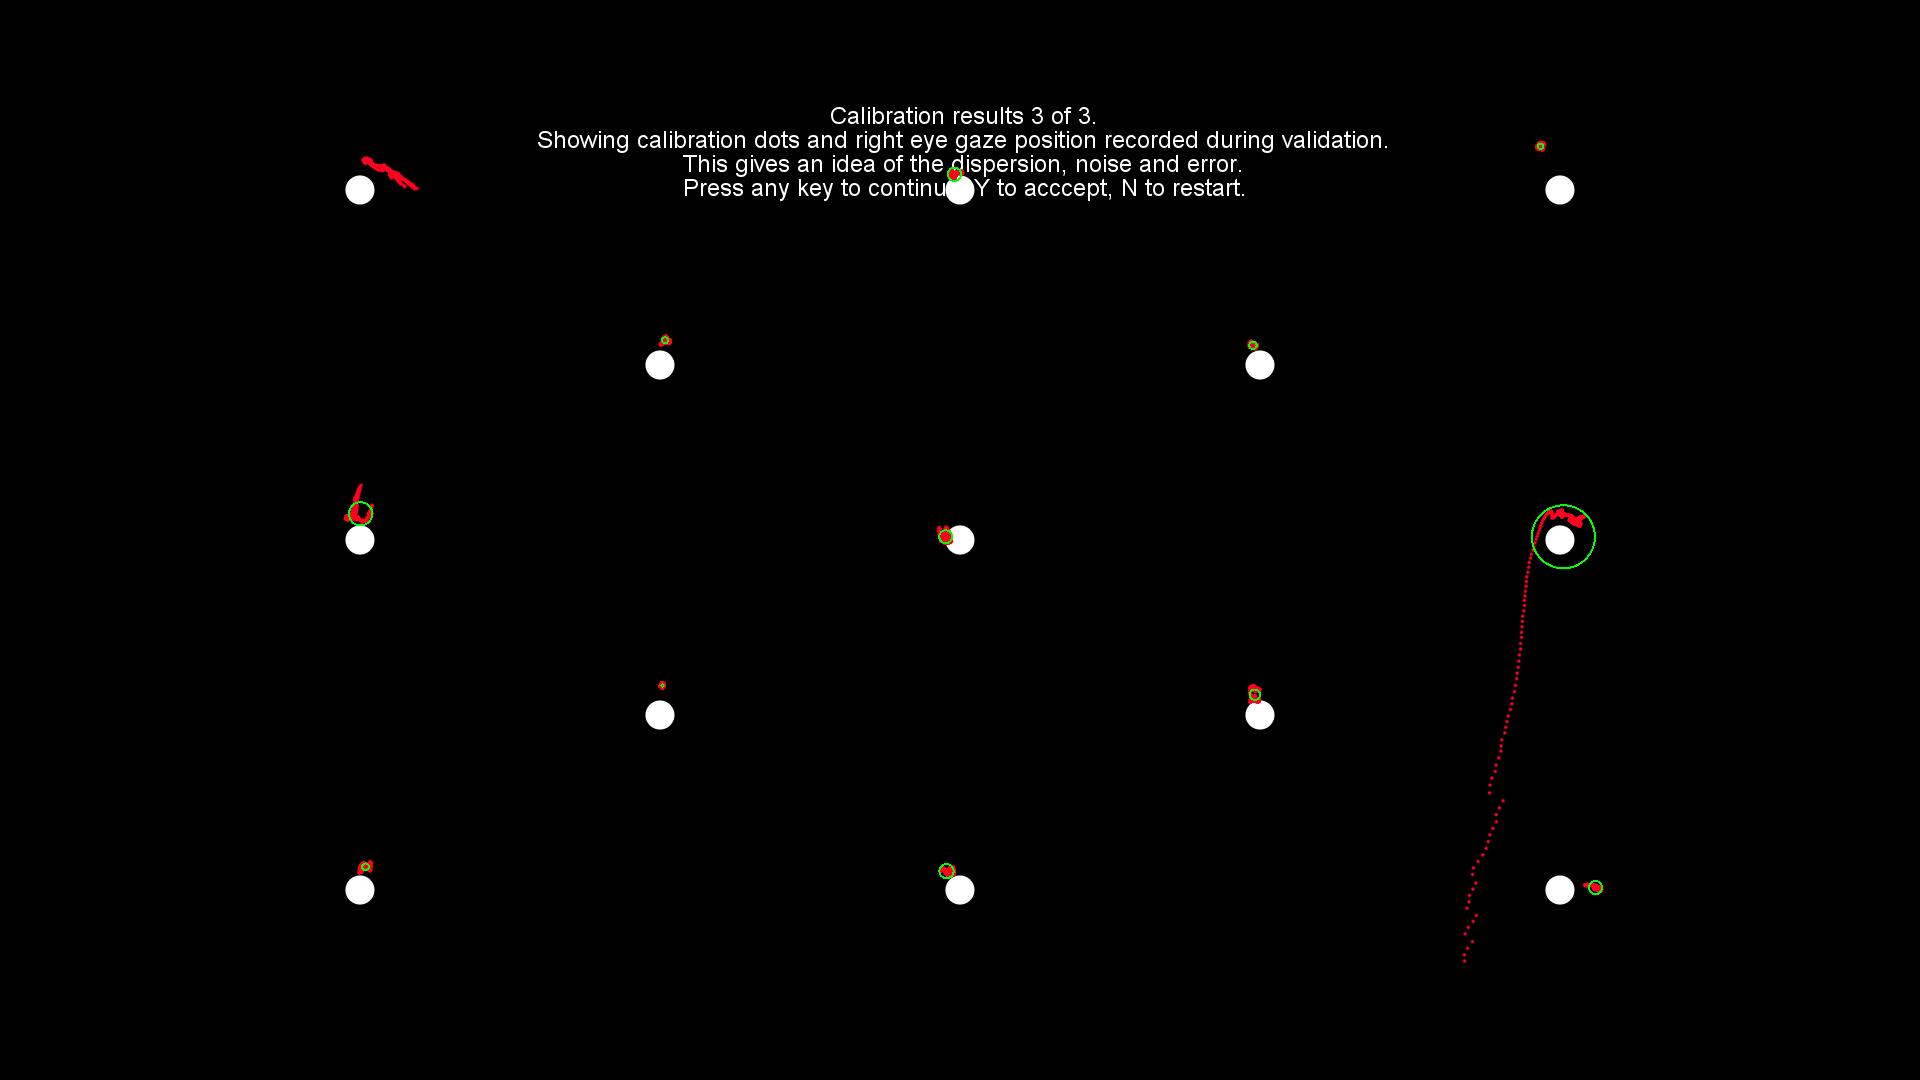 Calibration results 3 of 3.
Showing calibration dots and right eye gaze position recorded during validation.
This gives an idea of the dispersion, noise and error.
Press any key to continu Y to acccept, N to restart.